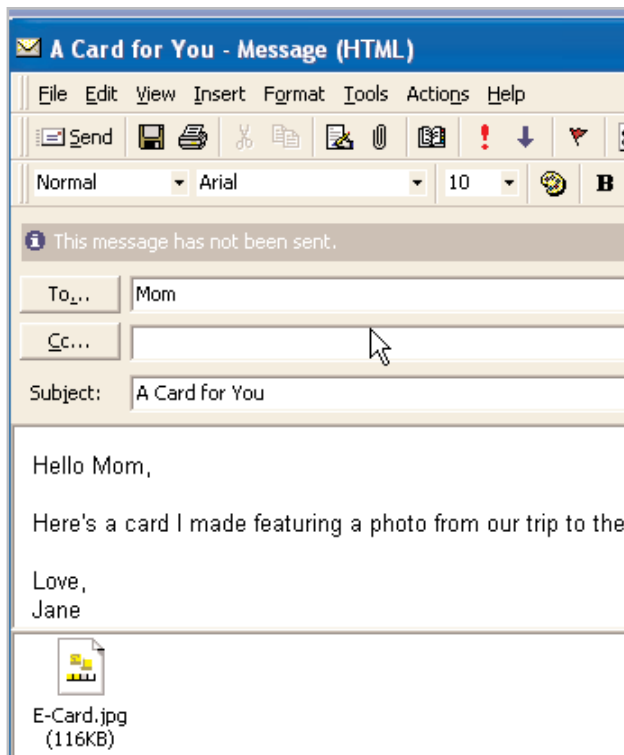 A Card for You - Message (HTML)
File Edit View Insert Format Tools Actions Help
Send
Normal Arial 10 B
This message has not been sent.
To... Mom
Cc...
Subject: A Card for You
Hello Mom,
Here's a card I made featuring a photo from our trip to the
Love,
Jane
E-Card.jpg
(116KB)